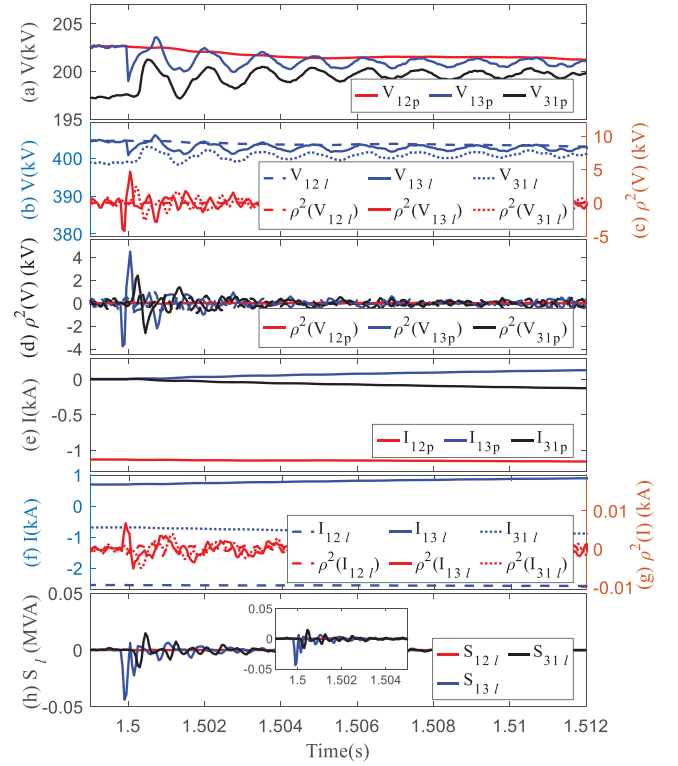 205
200
195
(a) V(kV)
V12p V13p V31p
400
390
380
(b) V(kV)
10
5
0
-5
(c) ρ²(V) (kV)
V12 l V13 l V31 l
ρ²(V12 l) ρ²(V13 l) ρ²(V31 l)
4
2
0
-2
-4
(d) ρ²(V) (kV)
ρ²(V12p) ρ²(V13p) ρ²(V31p)
0
-0.5
-1
(e) I(kA)
I12p I13p I31p
1
0
-1
-2
(f) I(kA)
0.01
0
-0.01
(g) ρ²(I) (kA)
I12 l I13 l I31 l
ρ²(I12 l) ρ²(I13 l) ρ²(I31 l)
0.05
0
-0.05
(h) S l (MVA)
0.05
0
-0.05
1.5 1.502 1.504
S12 l S31 l
S13 l
1.5 1.502 1.504 1.506 1.508 1.51 1.512
Time(s)